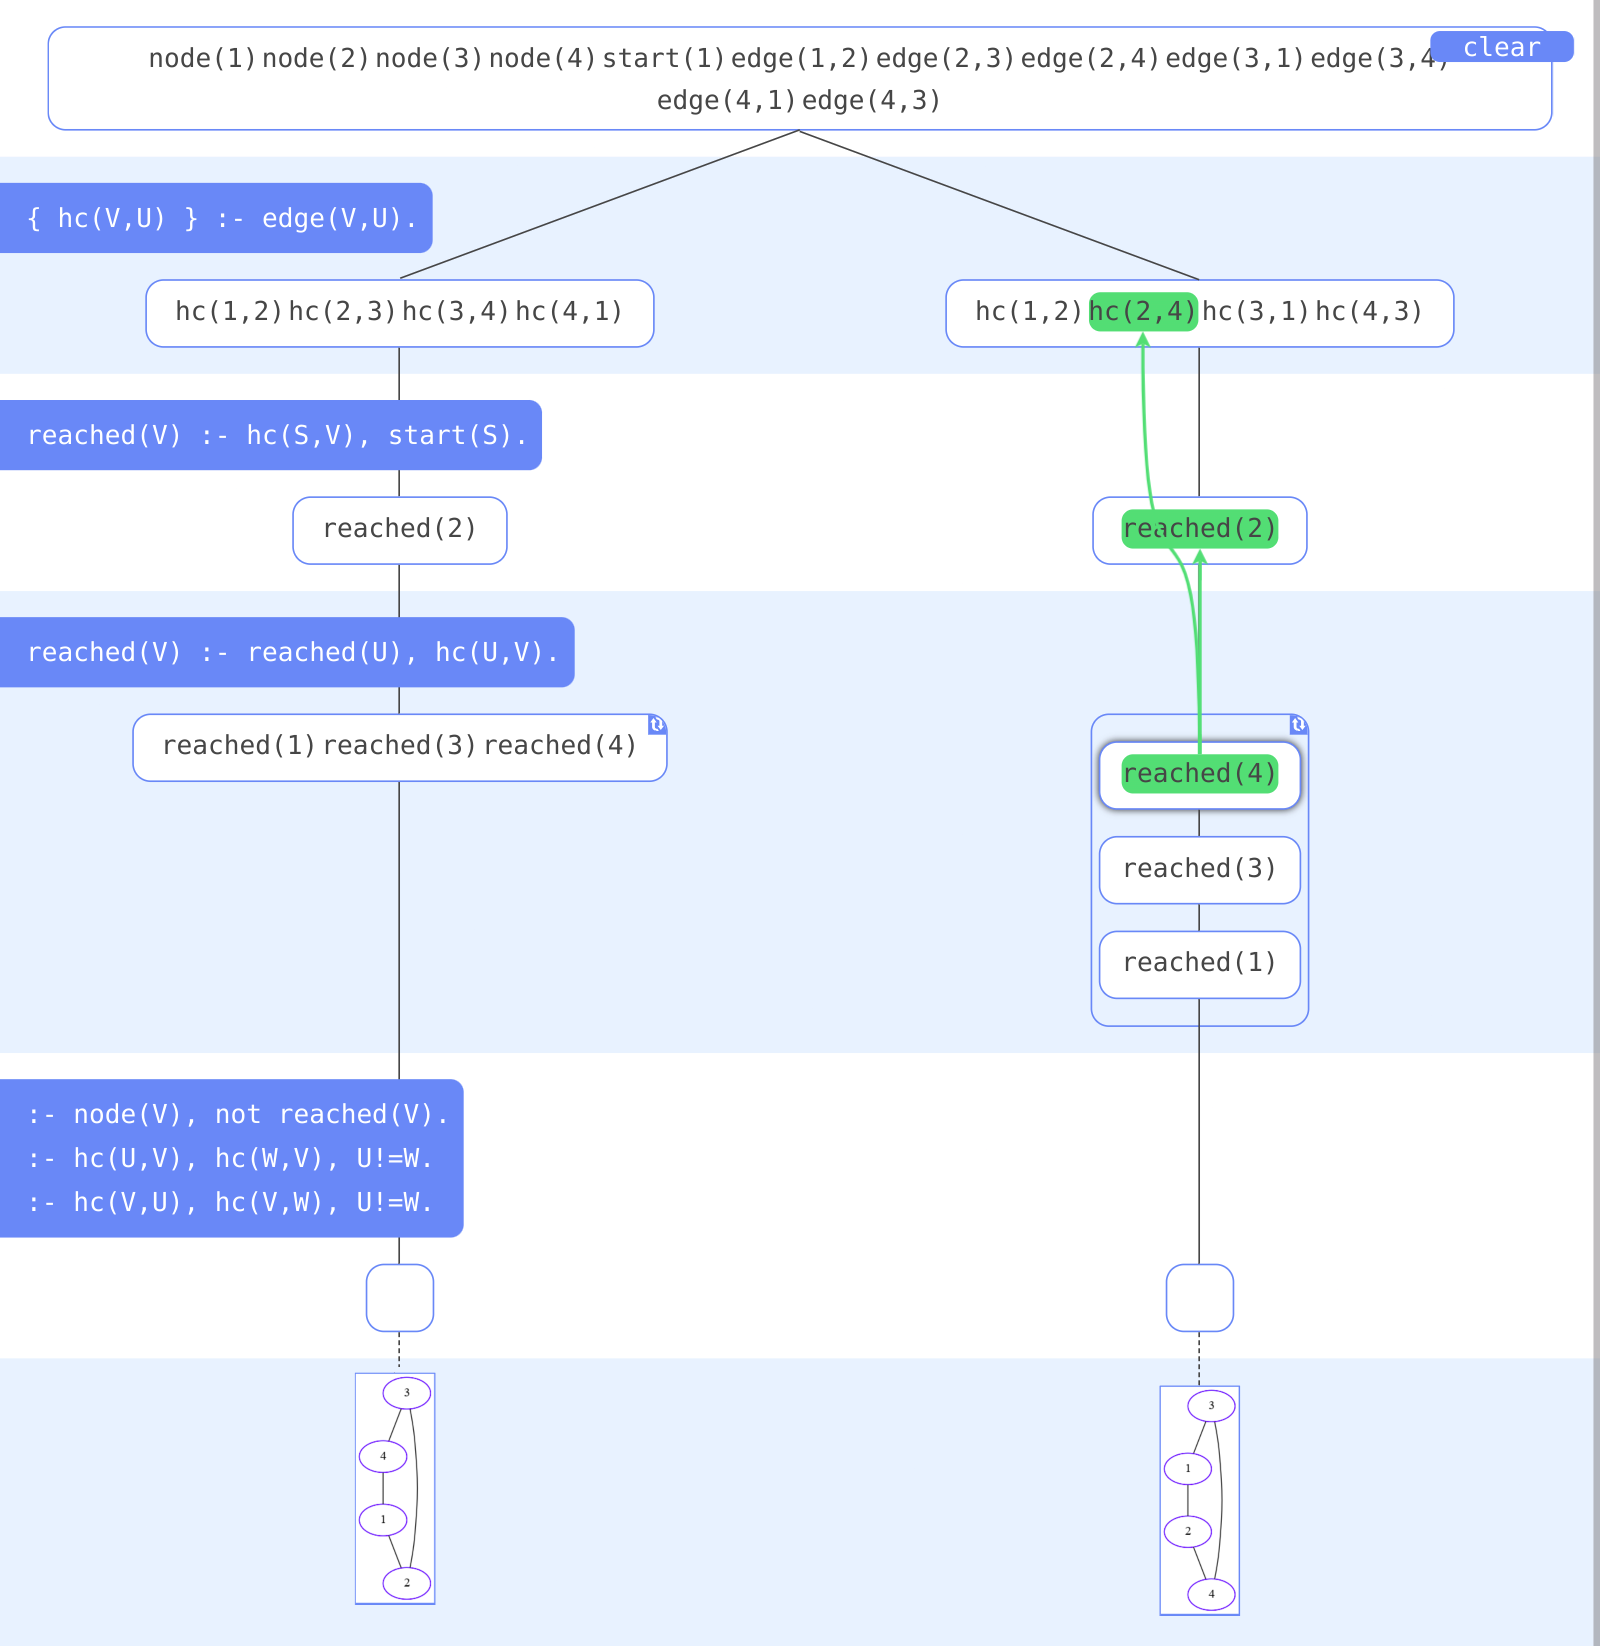 node(1) node(2) node(3) node(4) start(1) edge(1,2) edge(2,3) edge(2,4) edge(3,1) edge(3,4)
clear
edge(4,1) edge(4,3)
{ hc(V,U) } :- edge(V,U).
hc(1,2) hc(2,3) hc(3,4) hc(4,1)
hc(1,2) hc(2,4) hc(3,1) hc(4,3)
reached(V) :- hc(S,V), start(S).
reached(2)
reached(2)
reached(V) :- reached(U), hc(U,V).
reached(1) reached(3) reached(4)
reached(4)
reached(3)
reached(1)
:- node(V), not reached(V).
:- hc(U,V), hc(W,V), U!=W.
:- hc(V,U), hc(V,W), U!=W.
3
4
1
2
3
1
2
4